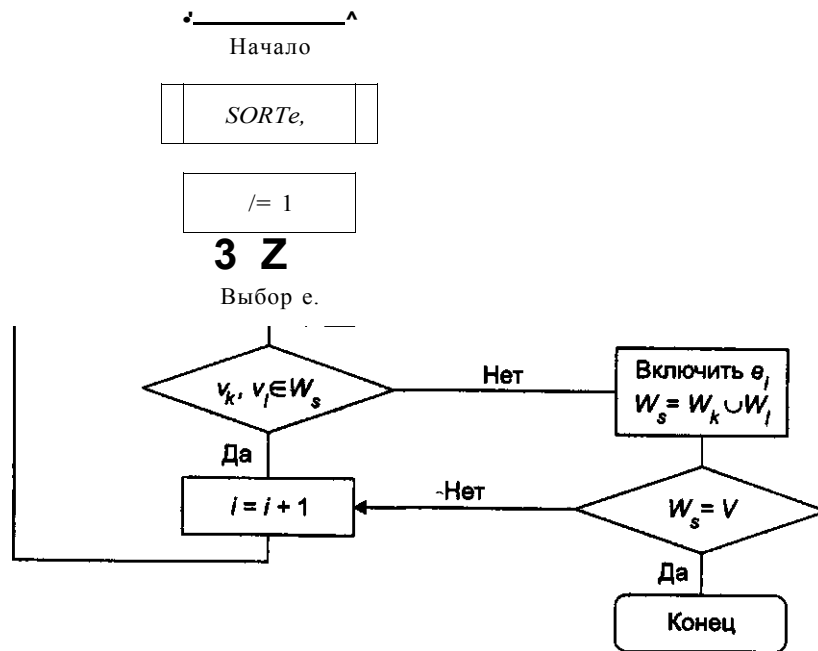 Начало
SORTe,
/= 1
3 Z
Выбор е.
v_k, v_l∈W_s
Нет
Включить e_i
W_s = W_k ∪ W_l
Да
i = i + 1
Нет
W_s = V
Да
Конец